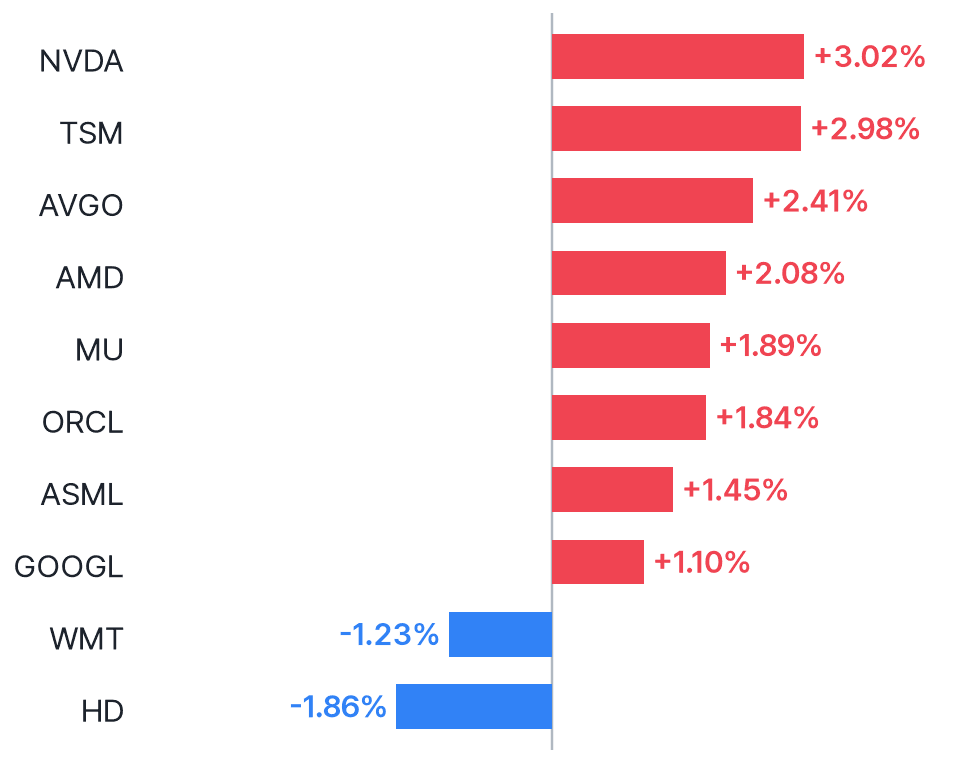 NVDA +3.02%
TSM +2.98%
AVGO +2.41%
AMD +2.08%
MU +1.89%
ORCL +1.84%
ASML +1.45%
GOOGL +1.10%
WMT -1.23%
HD -1.86%